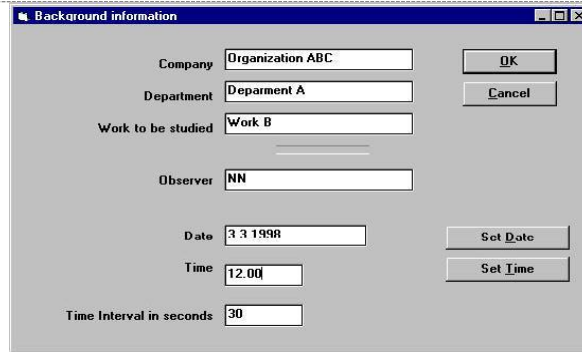 Background information
Company Organization ABC OK
Department Deparment A Cancel
Work to be studied Work B
Observer NN
Date 3 3 1998 Set Date
Time 12.00 Set Time
Time Interval in seconds 30